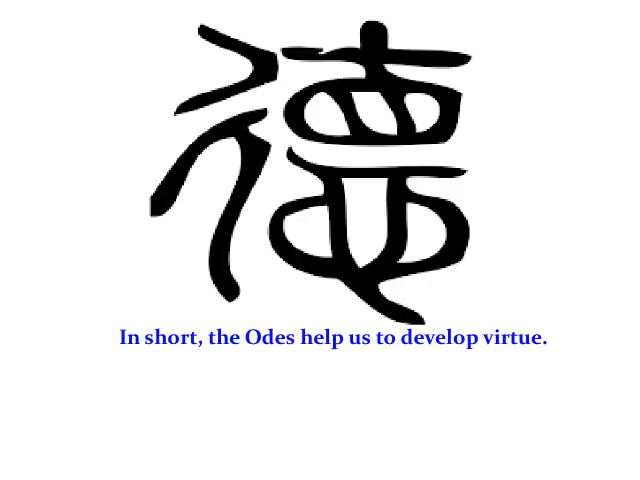 德
In short, the Odes help us to develop virtue.